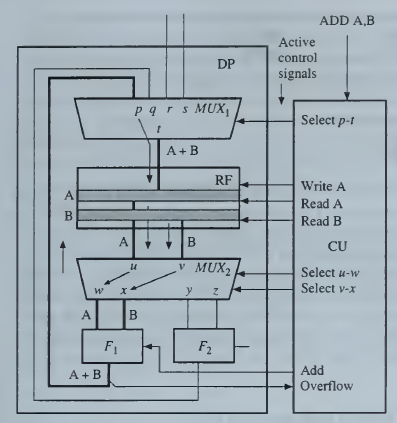 ADD A,B
DP
Active
control
signals
p q r s MUX1
t
Select p-t
A + B
RF
Write A
A
Read A
B
Read B
CU
A B
u v MUX2
w x y z
Select u-w
Select v-x
A B
F1 F2
Add
A + B
Overflow